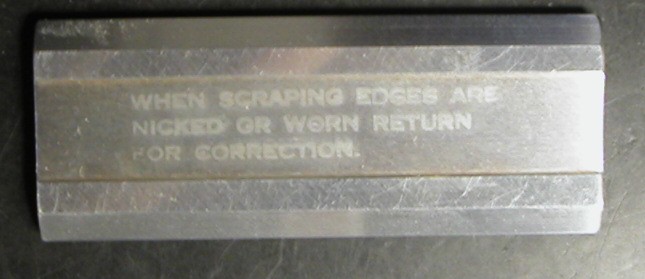 WHEN SCRAPING EDGES ARE
NICKED OR WORN RETURN
FOR CORRECTION.